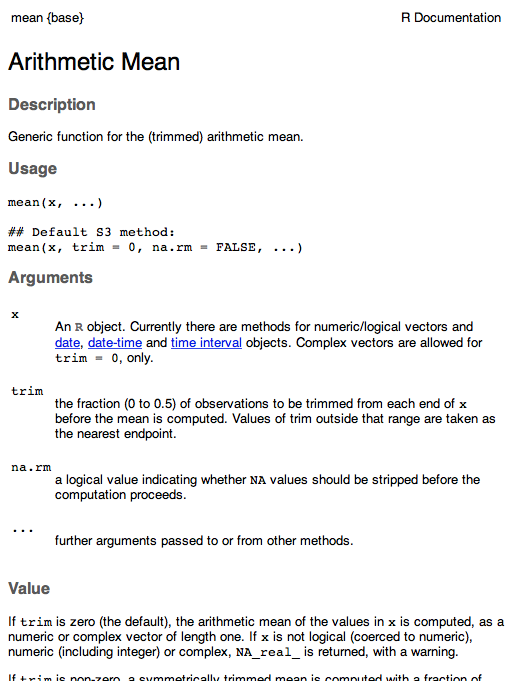 mean {base}
R Documentation
Arithmetic Mean
Description
Generic function for the (trimmed) arithmetic mean.
Usage
mean(x, ...)
## Default S3 method:
mean(x, trim = 0, na.rm = FALSE, ...)
Arguments
x
An R object. Currently there are methods for numeric/logical vectors and
date, date-time and time interval objects. Complex vectors are allowed for
trim = 0, only.
trim
the fraction (0 to 0.5) of observations to be trimmed from each end of x
before the mean is computed. Values of trim outside that range are taken as
the nearest endpoint.
na.rm
a logical value indicating whether NA values should be stripped before the
computation proceeds.
...
further arguments passed to or from other methods.
Value
If trim is zero (the default), the arithmetic mean of the values in x is computed, as a
numeric or complex vector of length one. If x is not logical (coerced to numeric),
numeric (including integer) or complex, NA_real_ is returned, with a warning.
If trim is non-zero, a symmetrically trimmed mean is computed with a fraction of